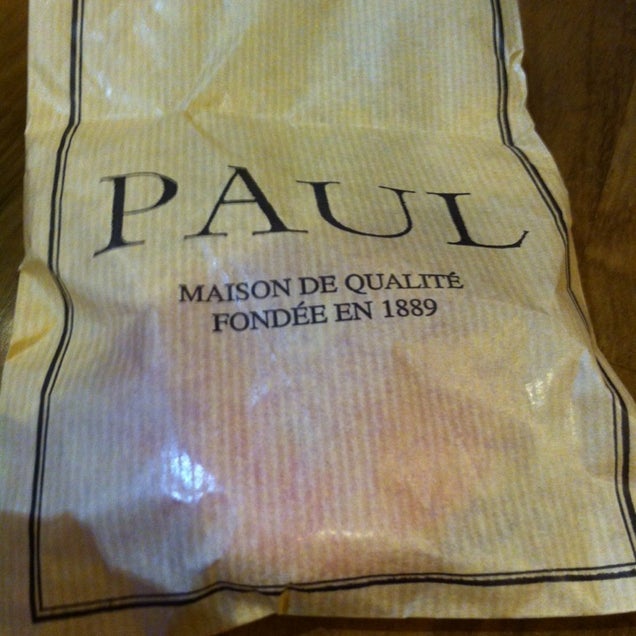 PAUL
MAISON DE QUALITÉ
FONDÉE EN 1889